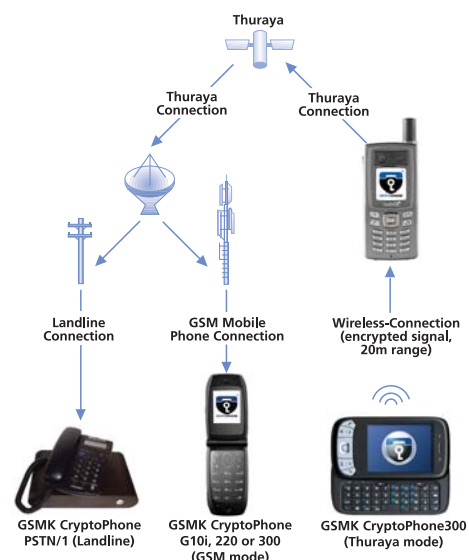 Thuraya
Thuraya
Connection
Thuraya
Connection
Landline
Connection
GSM Mobile
Phone Connection
Wireless-Connection
(encrypted signal,
20m range)
GSMK CryptoPhone
PSTN/1 (Landline)
GSMK CryptoPhone
G10i, 220 or 300
(GSM mode)
GSMK CryptoPhone300
(Thuraya mode)